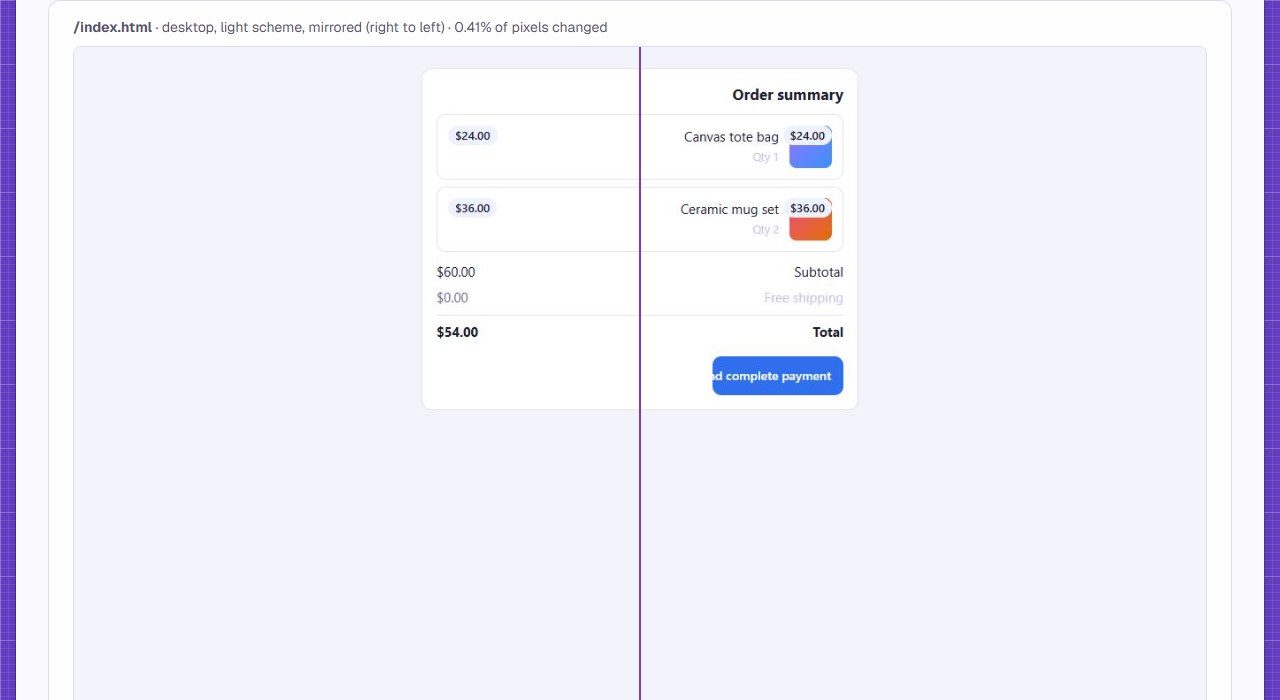 /index.html · desktop, light scheme, mirrored (right to left) · 0.41% of pixels changed
Order summary
$24.00 Canvas tote bag $24.00
Qty 1
$36.00 Ceramic mug set $36.00
Qty 2
$60.00 Subtotal
$0.00 Free shipping
$54.00 Total
d complete payment